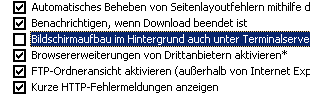 Automatisches Beheben von Seitenlayoutfehlern mithilfe d
Benachrichtigen, wenn Download beendet ist
Bildschirmaufbau im Hintergrund auch unter Terminalserve
Browsererweiterungen von Drittanbietern aktivieren*
FTP-Ordneransicht aktivieren (außerhalb von Internet Exp
Kurze HTTP-Fehlermeldungen anzeigen